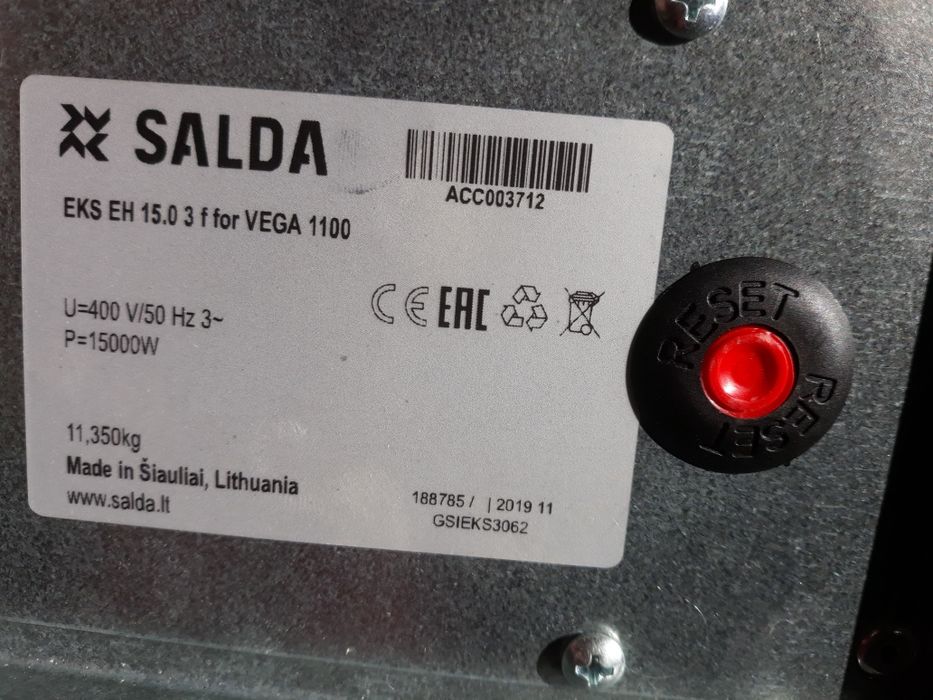 SALDA
ACC003712
EKS EH 15.0 3 f for VEGA 1100
U=400 V/50 Hz 3~
P=15000W
CE EAC
11,350kg
Made in Šiauliai, Lithuania
www.salda.lt
188785 / | 2019 11
GSIEKS3062
RESET
RESET